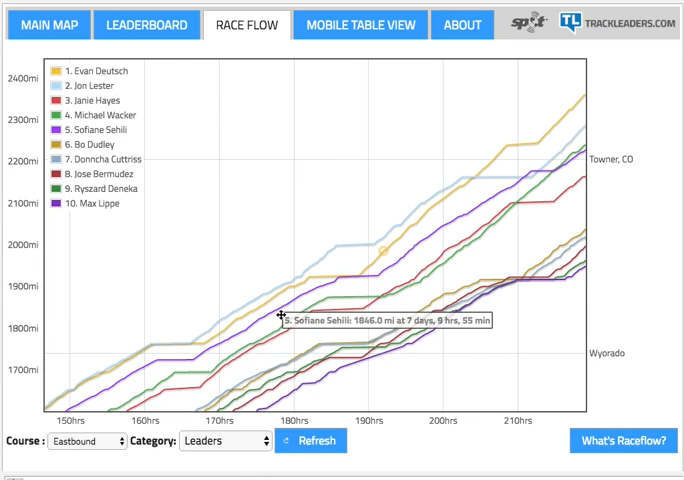 MAIN MAP LEADERBOARD RACE FLOW MOBILE TABLE VIEW ABOUT spot TL TRACKLEADERS.COM
2400mi
2300mi
2200mi
2100mi
2000mi
1900mi
1800mi
1700mi
1. Evan Deutsch
2. Jon Lester
3. Janie Hayes
4. Michael Wacker
5. Sofiane Sehili
6. Bo Dudley
7. Donncha Cuttriss
8. Jose Bermudez
9. Ryszard Deneka
10. Max Lippe
Towner, CO
5. Sofiane Sehili: 1846.0 mi at 7 days, 9 hrs, 55 min
Wyorado
150hrs 160hrs 170hrs 180hrs 190hrs 200hrs 210hrs
Course : Eastbound Category: Leaders Refresh What's Raceflow?